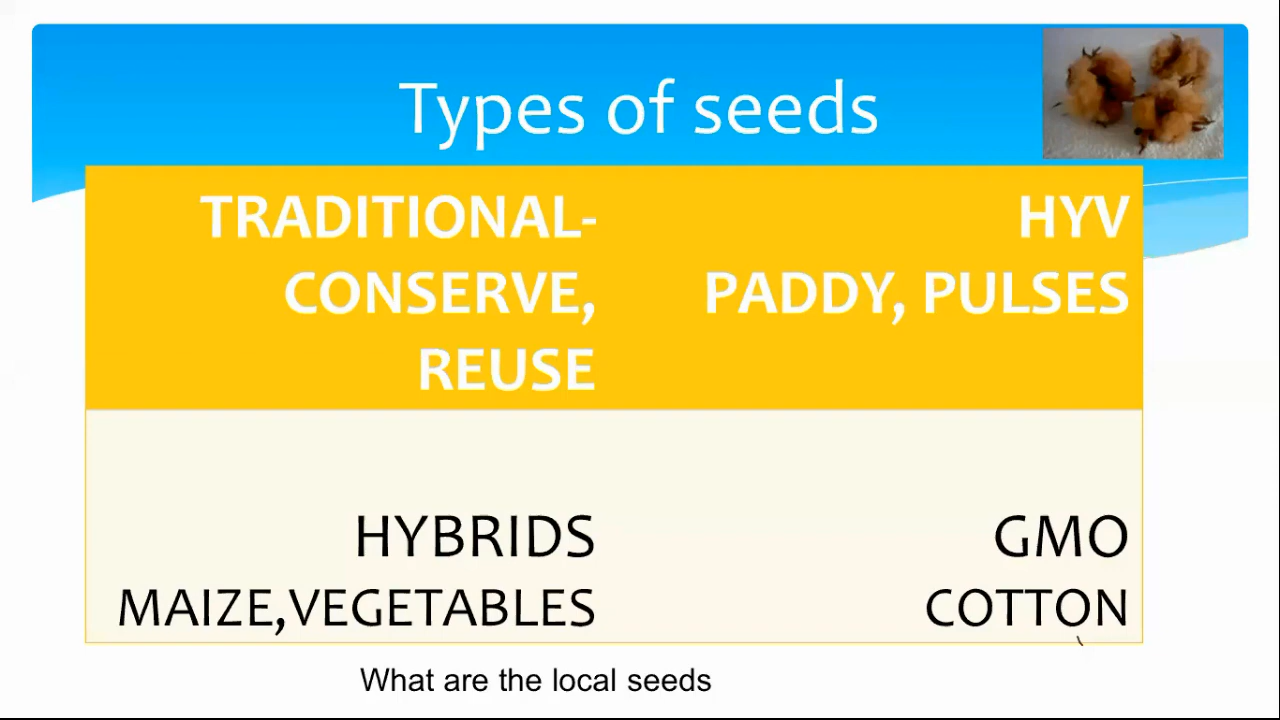 Types of seeds
TRADITIONAL-
CONSERVE,
REUSE
HYV
PADDY, PULSES
HYBRIDS
MAIZE,VEGETABLES
GMO
COTTON
What are the local seeds